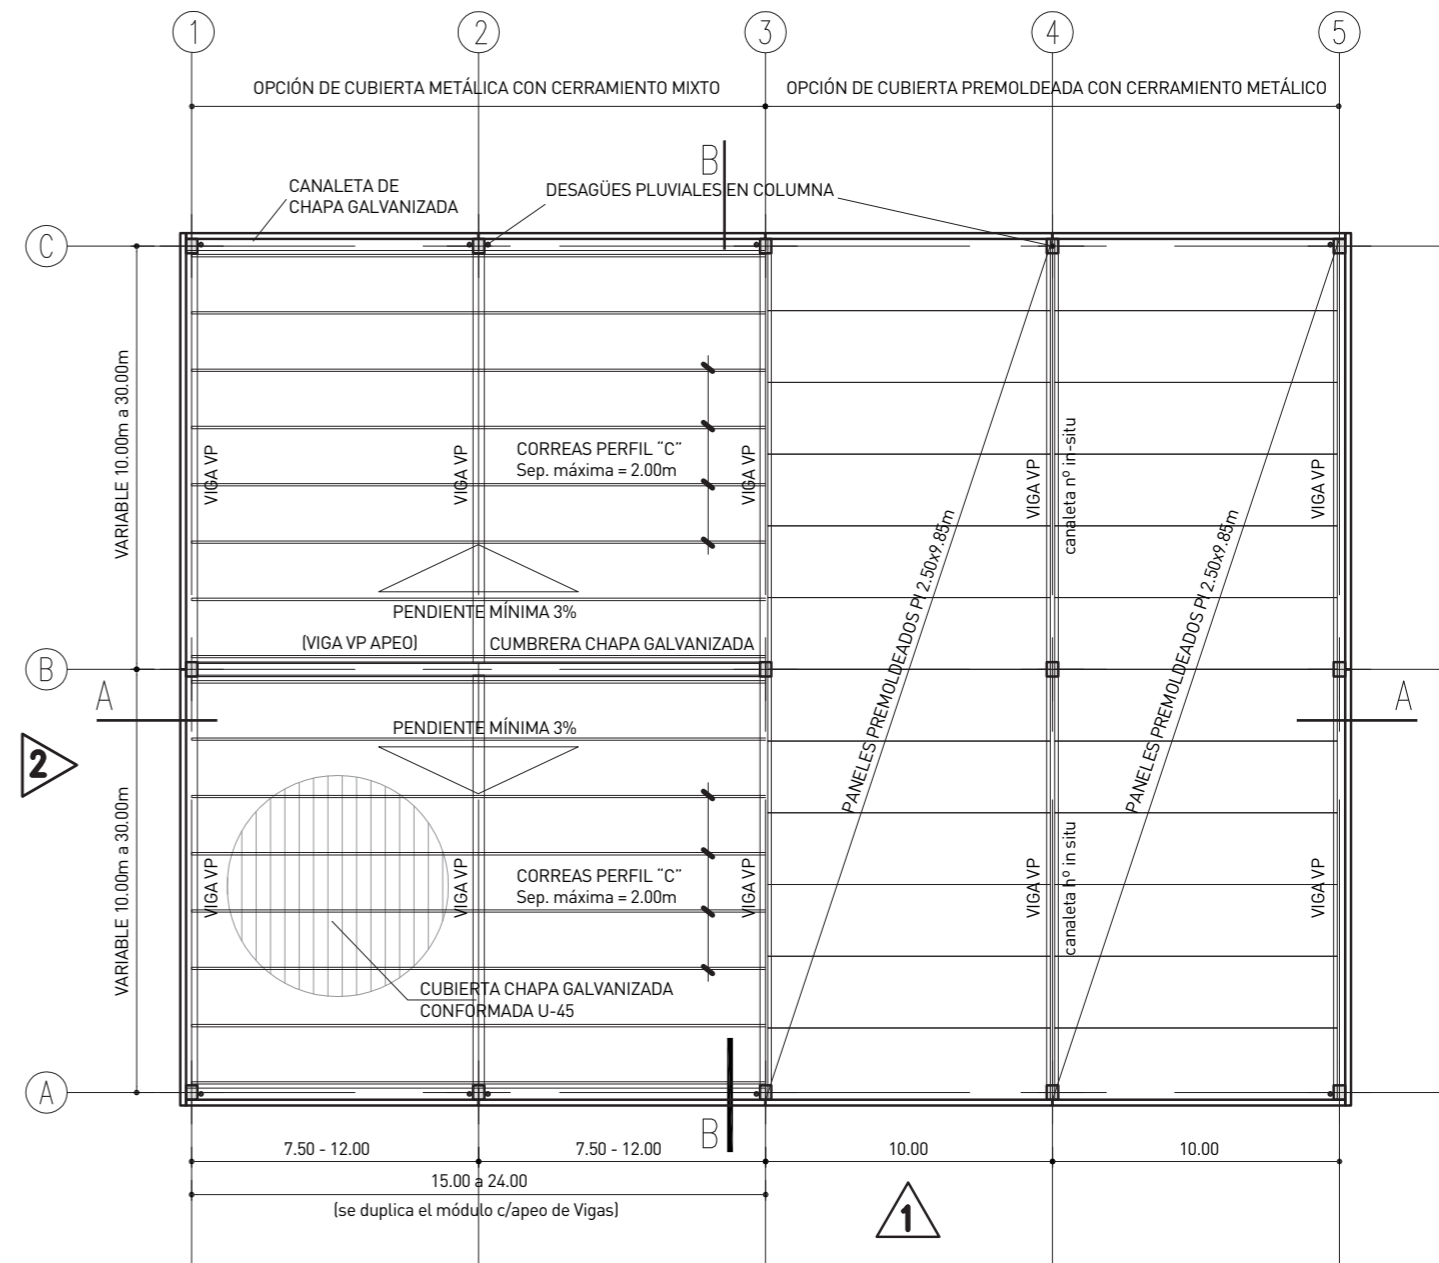 1 2 3 4 5
OPCIÓN DE CUBIERTA METÁLICA CON CERRAMIENTO MIXTO
OPCIÓN DE CUBIERTA PREMOLDEADA CON CERRAMIENTO METÁLICO
B
CANALETA DE
CHAPA GALVANIZADA
DESAGÜES PLUVIALES EN COLUMNA
C
VARIABLE 10.00m a 30.00m
VIGA VP
VIGA VP
CORREAS PERFIL "C"
Sep. máxima = 2.00m
VIGA VP
VIGA VP
canaleta nº in-situ
VIGA VP
PANELES PREMOLDEADOS PI 2.50x9.85m
PANELES PREMOLDEADOS PI 2.50x9.85m
PENDIENTE MÍNIMA 3%
(VIGA VP APEO)
CUMBRERA CHAPA GALVANIZADA
B
A
A
PENDIENTE MÍNIMA 3%
2
VARIABLE 10.00m a 30.00m
VIGA VP
VIGA VP
CORREAS PERFIL "C"
Sep. máxima = 2.00m
VIGA VP
VIGA VP
canaleta hº in situ
VIGA VP
CUBIERTA CHAPA GALVANIZADA
CONFORMADA U-45
A
B
7.50 - 12.00
7.50 - 12.00
10.00
10.00
15.00 a 24.00
(se duplica el módulo c/apeo de Vigas)
1